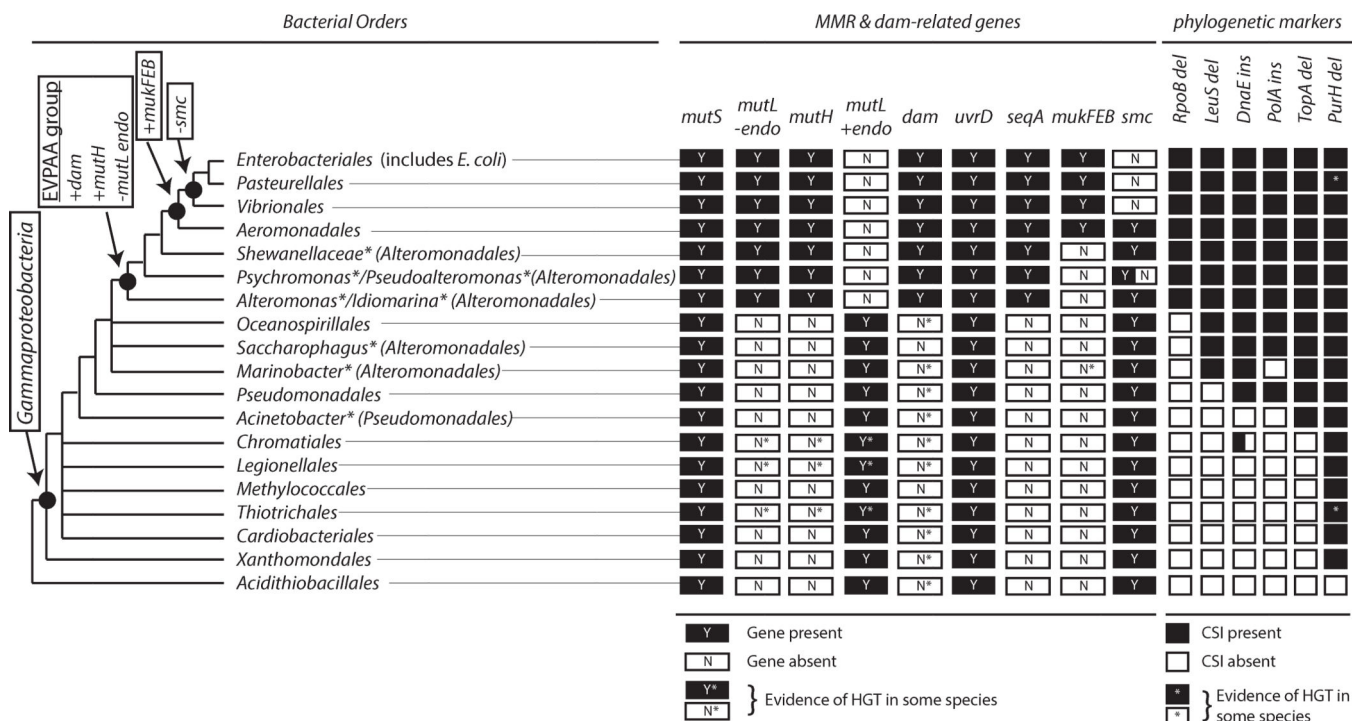 Bacterial Orders
MMR & dam-related genes
phylogenetic markers
Gammaproteobacteria
EVPAA group
+dam
+mutH
-mutL endo
+mukFEB
-smc
mutS mutL -endo mutH mutL +endo dam uvrD seqA mukFEB smc RpoB del LeuS del DnaE ins PolA ins TopA del PurH del
Enterobacteriales (includes E. coli) Y Y Y N Y Y Y Y N
Pasteurellales Y Y Y N Y Y Y Y N *
Vibrionales Y Y Y N Y Y Y Y N
Aeromonadales Y Y Y N Y Y Y Y Y
Shewanellaceae* (Alteromonadales) Y Y Y N Y Y Y N Y
Psychromonas*/Pseudoalteromonas*(Alteromonadales) Y Y Y N Y Y Y N Y N
Alteromonas*/Idiomarina* (Alteromonadales) Y Y Y N Y Y Y N Y
Oceanospirillales Y N N Y N* Y N N Y
Saccharophagus* (Alteromonadales) Y N N Y N Y N N Y
Marinobacter* (Alteromonadales) Y N N Y N* Y N N* Y
Pseudomonadales Y N N Y N* Y N N Y
Acinetobacter* (Pseudomonadales) Y N N Y N* Y N N Y
Chromatiales Y N* N* Y* N* Y N N Y
Legionellales Y N* N* Y* N* Y N N Y
Methylococcales Y N N Y N Y N N Y
Thiotrichales Y N* N* Y* N* Y N N Y *
Cardiobacteriales Y N N Y N* Y N N Y
Xanthomondales Y N N Y N* Y N N Y
Acidithiobacillales Y N N Y N* Y N N Y
Y Gene present
N Gene absent
Y*
N*
} Evidence of HGT in some species
CSI present
CSI absent
*
*
} Evidence of HGT in
some species